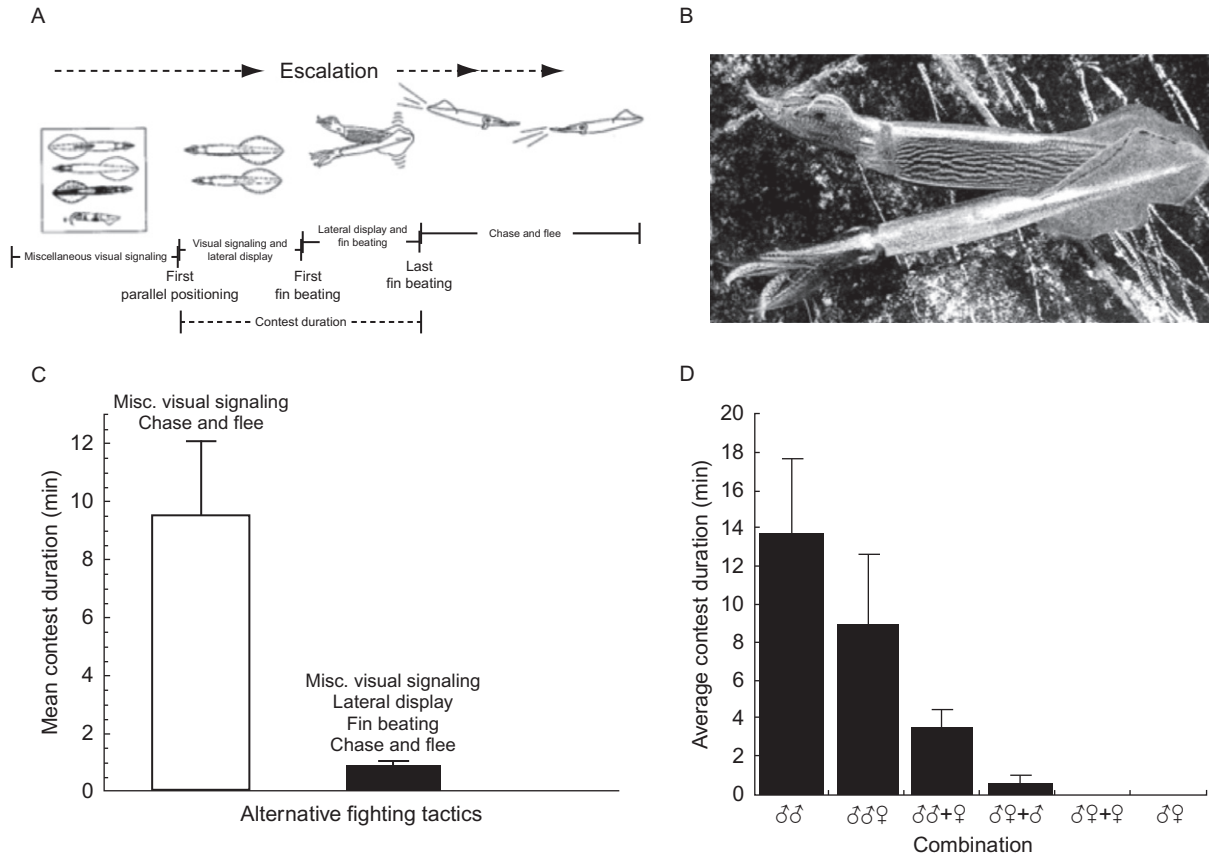 A
Escalation
Miscellaneous visual signaling
Visual signaling and
lateral display
Lateral display and
fin beating
Chase and flee
First
parallel positioning
First
fin beating
Last
fin beating
Contest duration
B
C
Mean contest duration (min)
12
10
8
6
4
2
0
Misc. visual signaling
Chase and flee
Misc. visual signaling
Lateral display
Fin beating
Chase and flee
Alternative fighting tactics
D
Average contest duration (min)
20
18
16
14
12
10
8
6
4
2
0
♂♂ ♂♂♀ ♂♂+♀ ♂♀+♂ ♂♀+♀ ♂♀
Combination